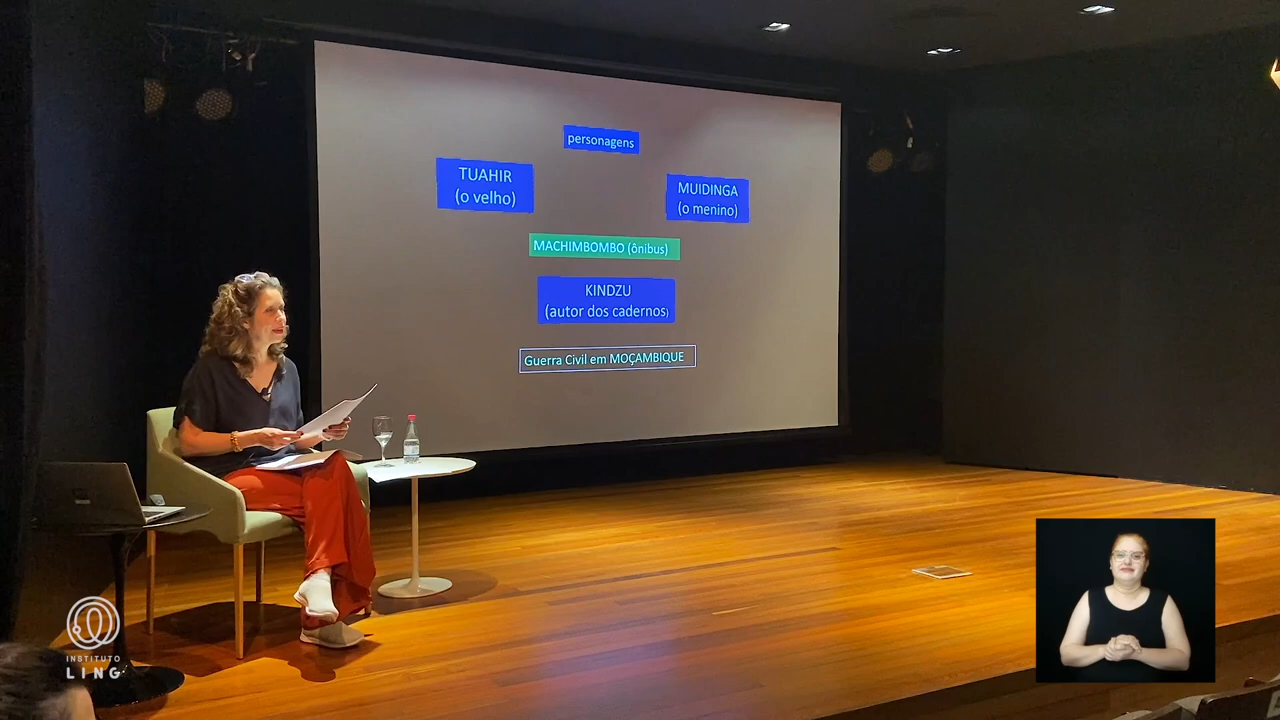 personagens
TUAHIR
(o velho)
MUIDINGA
(o menino)
MACHIMBOMBO (ônibus)
KINDZU
(autor dos cadernos)
Guerra Civil em MOÇAMBIQUE
INSTITUTO
LING